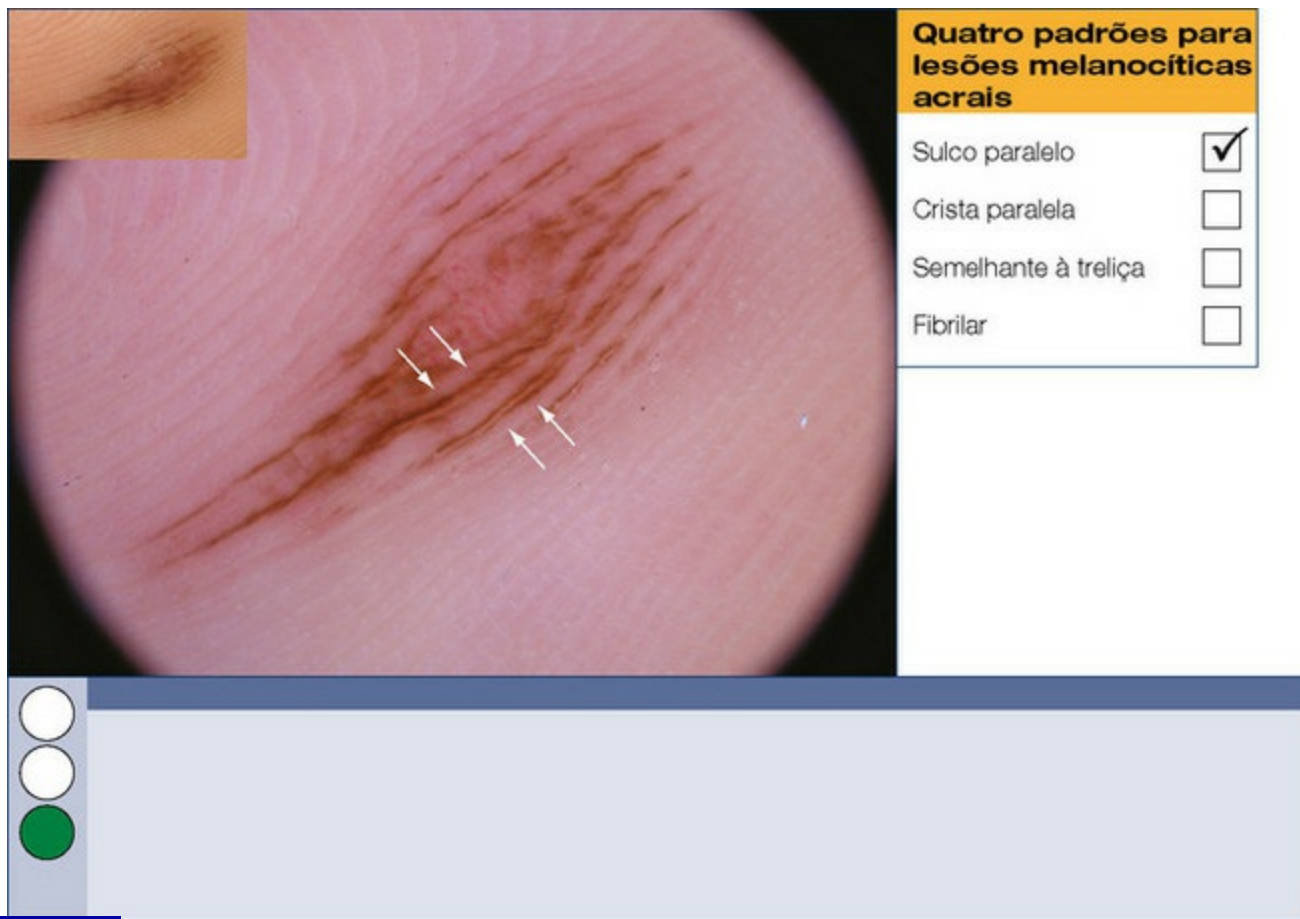 Quatro padrões para
lesões melanocíticas
acrais
Sulco paralelo
Crista paralela
Semelhante à treliça
Fibrilar